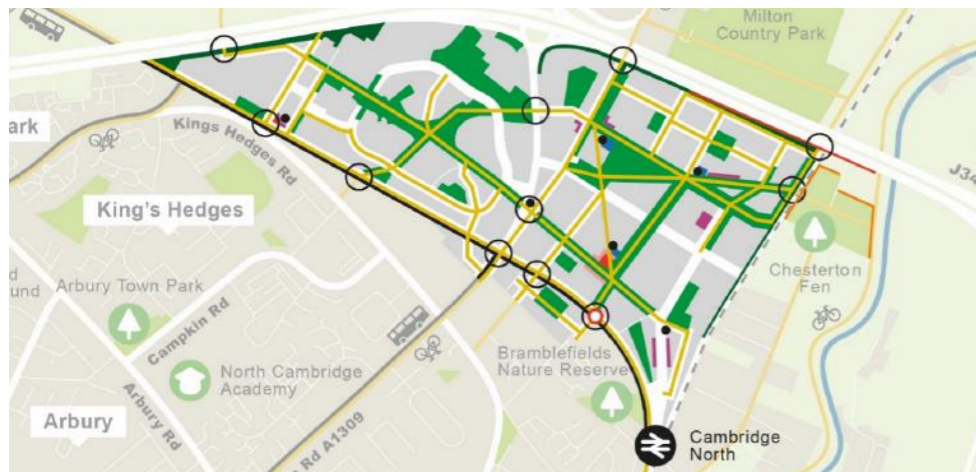 Milton
Country Park
ark
Kings Hedges Rd
J34
King's Hedges
Chesterton
Fen
Arbury Town Park
Campkin Rd
Bramblefields
Nature Reserve
North Cambridge
Academy
Arbury Rd
Arbury
Rd A1309
Cambridge
North